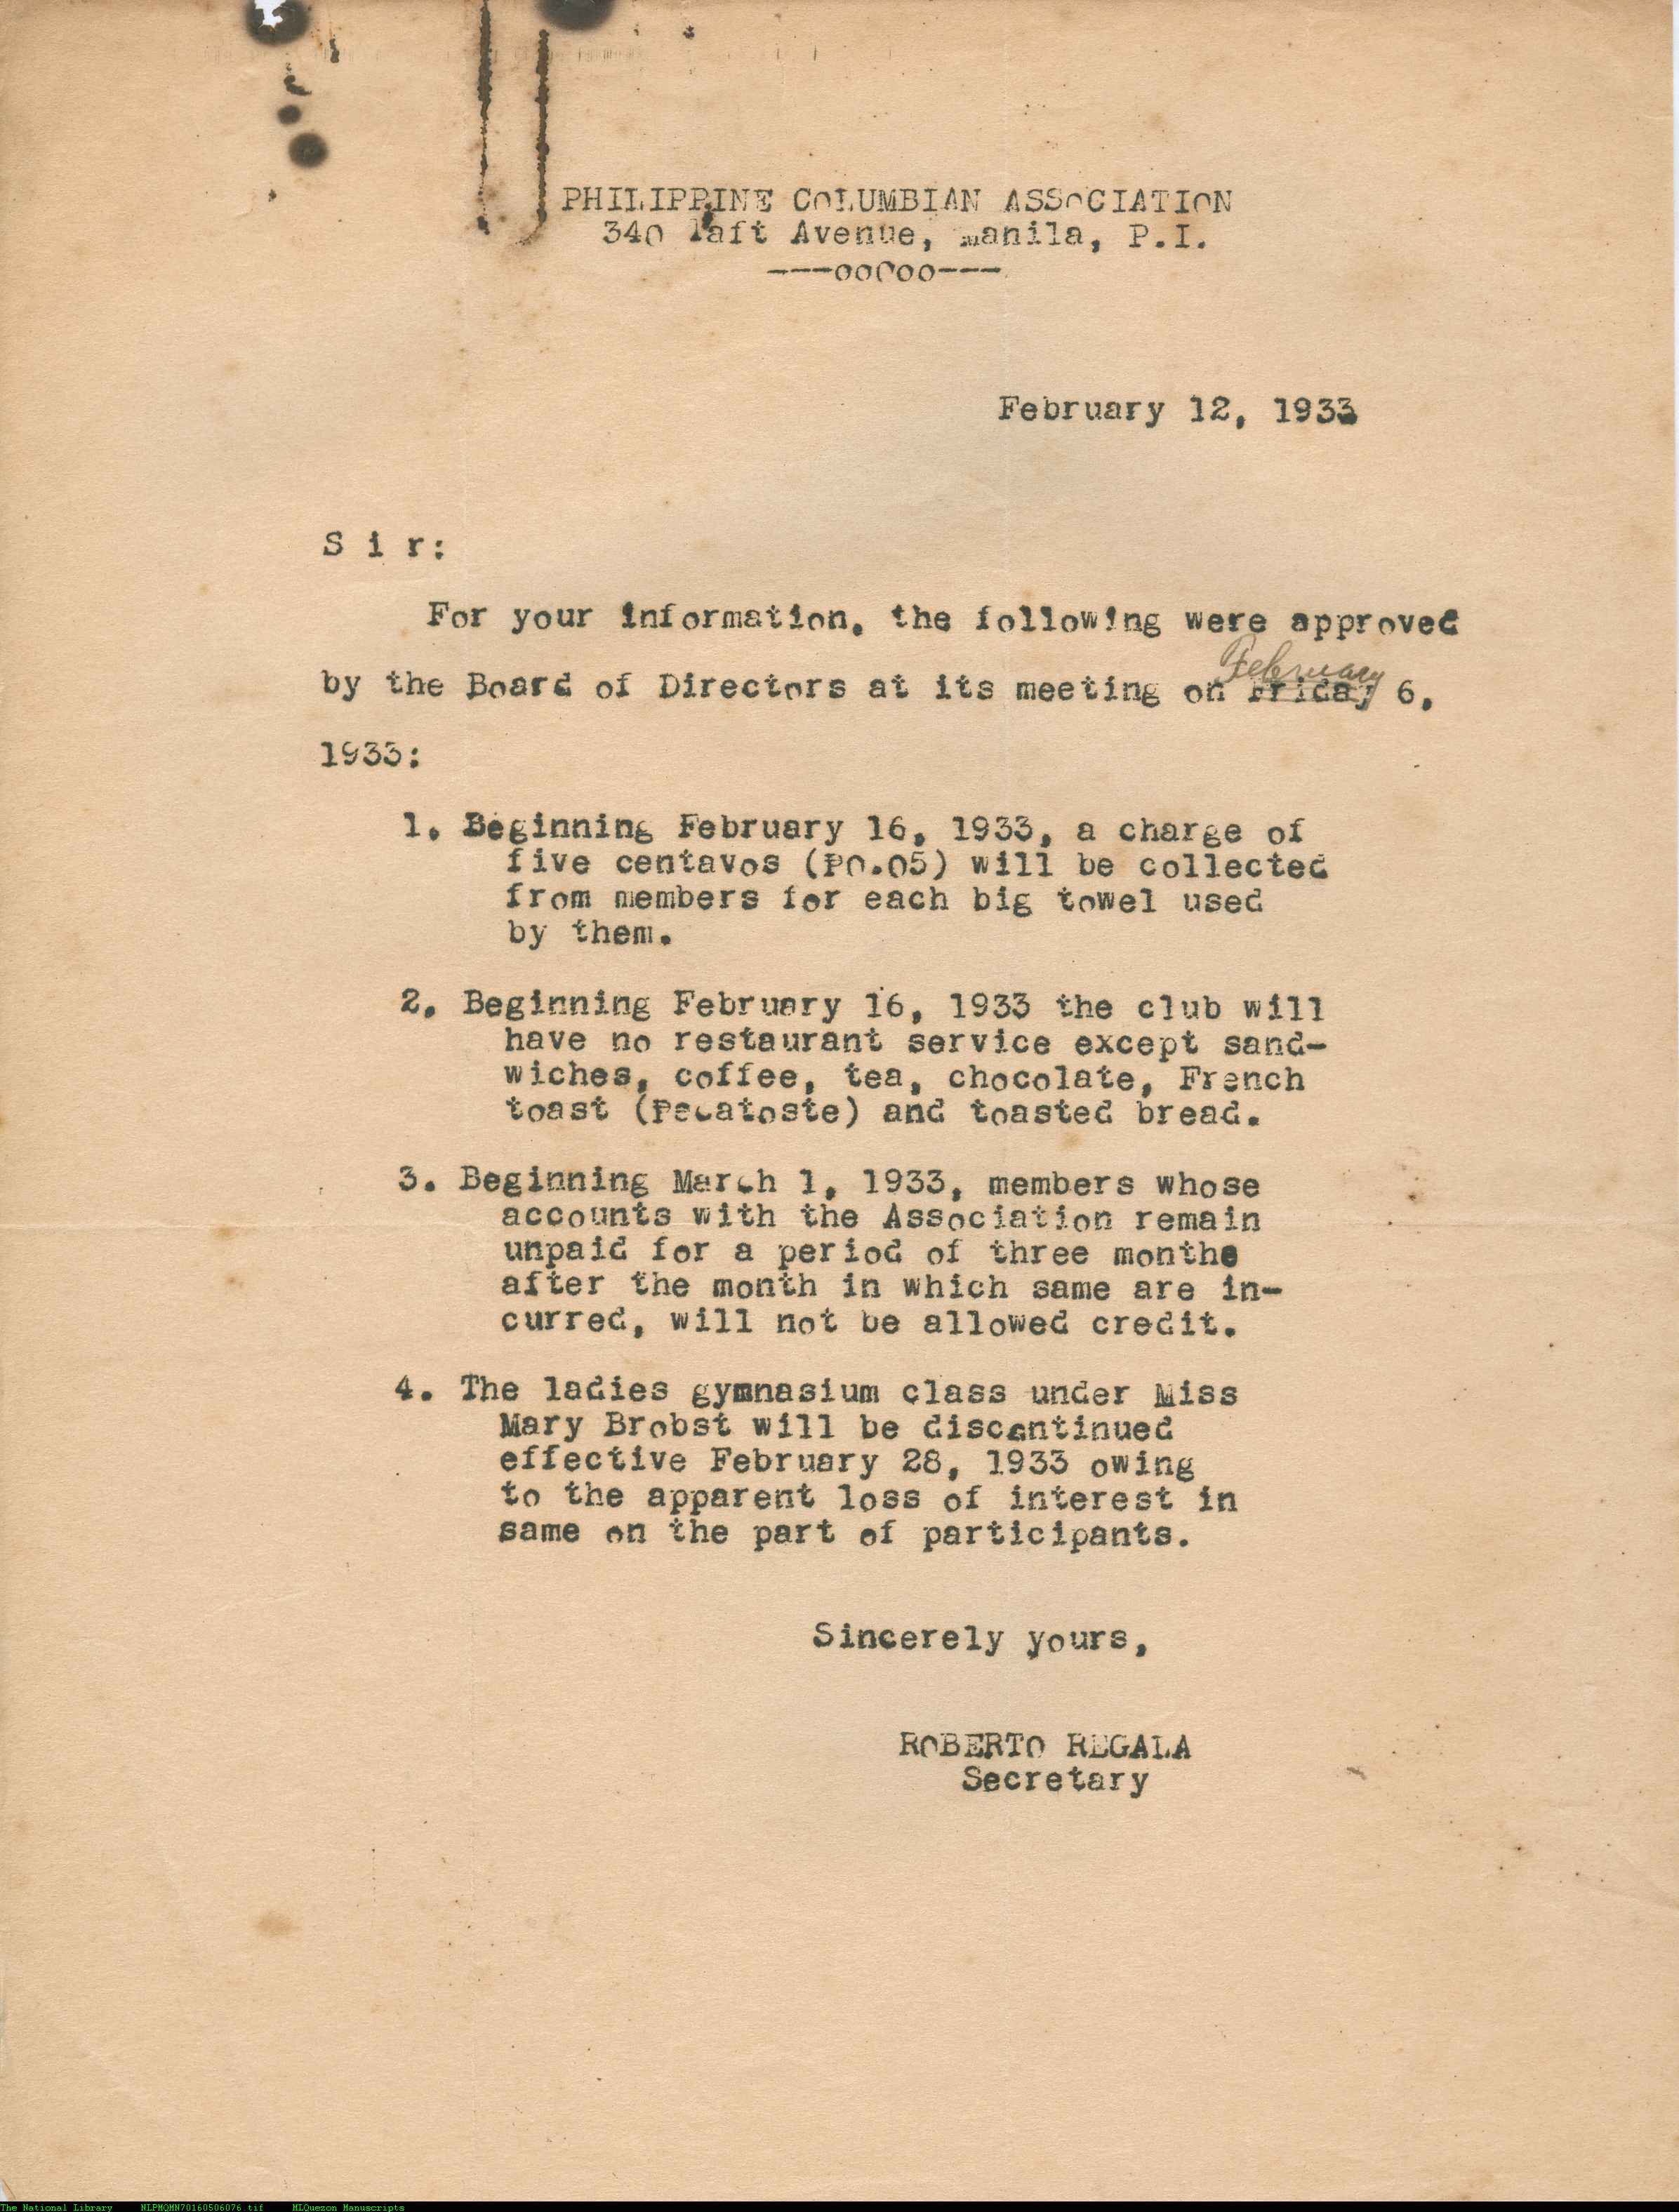 PHILIPPINE COLUMBIAN ASSOCIATION
340 Taft Avenue, Manila, P.I.
---ooOoo---
February 12, 1933
S i r:
For your information, the following were approved
February
by the Board of Directors at its meeting on Friday 6,
1933:
1. Beginning February 16, 1933, a charge of
five centavos (₱0.05) will be collected
from members for each big towel used
by them.
2. Beginning February 16, 1933 the club will
have no restaurant service except sand-
wiches, coffee, tea, chocolate, French
toast (Pecatoste) and toasted bread.
3. Beginning March 1, 1933, members whose
accounts with the Association remain
unpaid for a period of three months
after the month in which same are in-
curred, will not be allowed credit.
4. The ladies gymnasium class under Miss
Mary Brobst will be discontinued
effective February 28, 1933 owing
to the apparent loss of interest in
same on the part of participants.
Sincerely yours,
ROBERTO REGALA
Secretary
The National Library NLPMQMN70160506076.tif MLQuezon Manuscripts